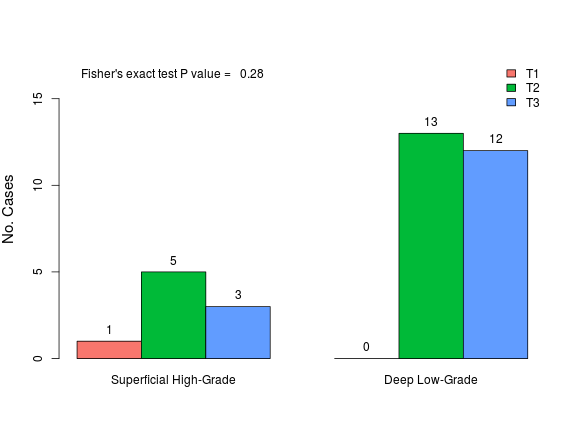 Fisher's exact test P value =   0.28
T1
T2
T3
No. Cases
15
10
5
0
1
5
3
0
13
12
Superficial High-Grade
Deep Low-Grade